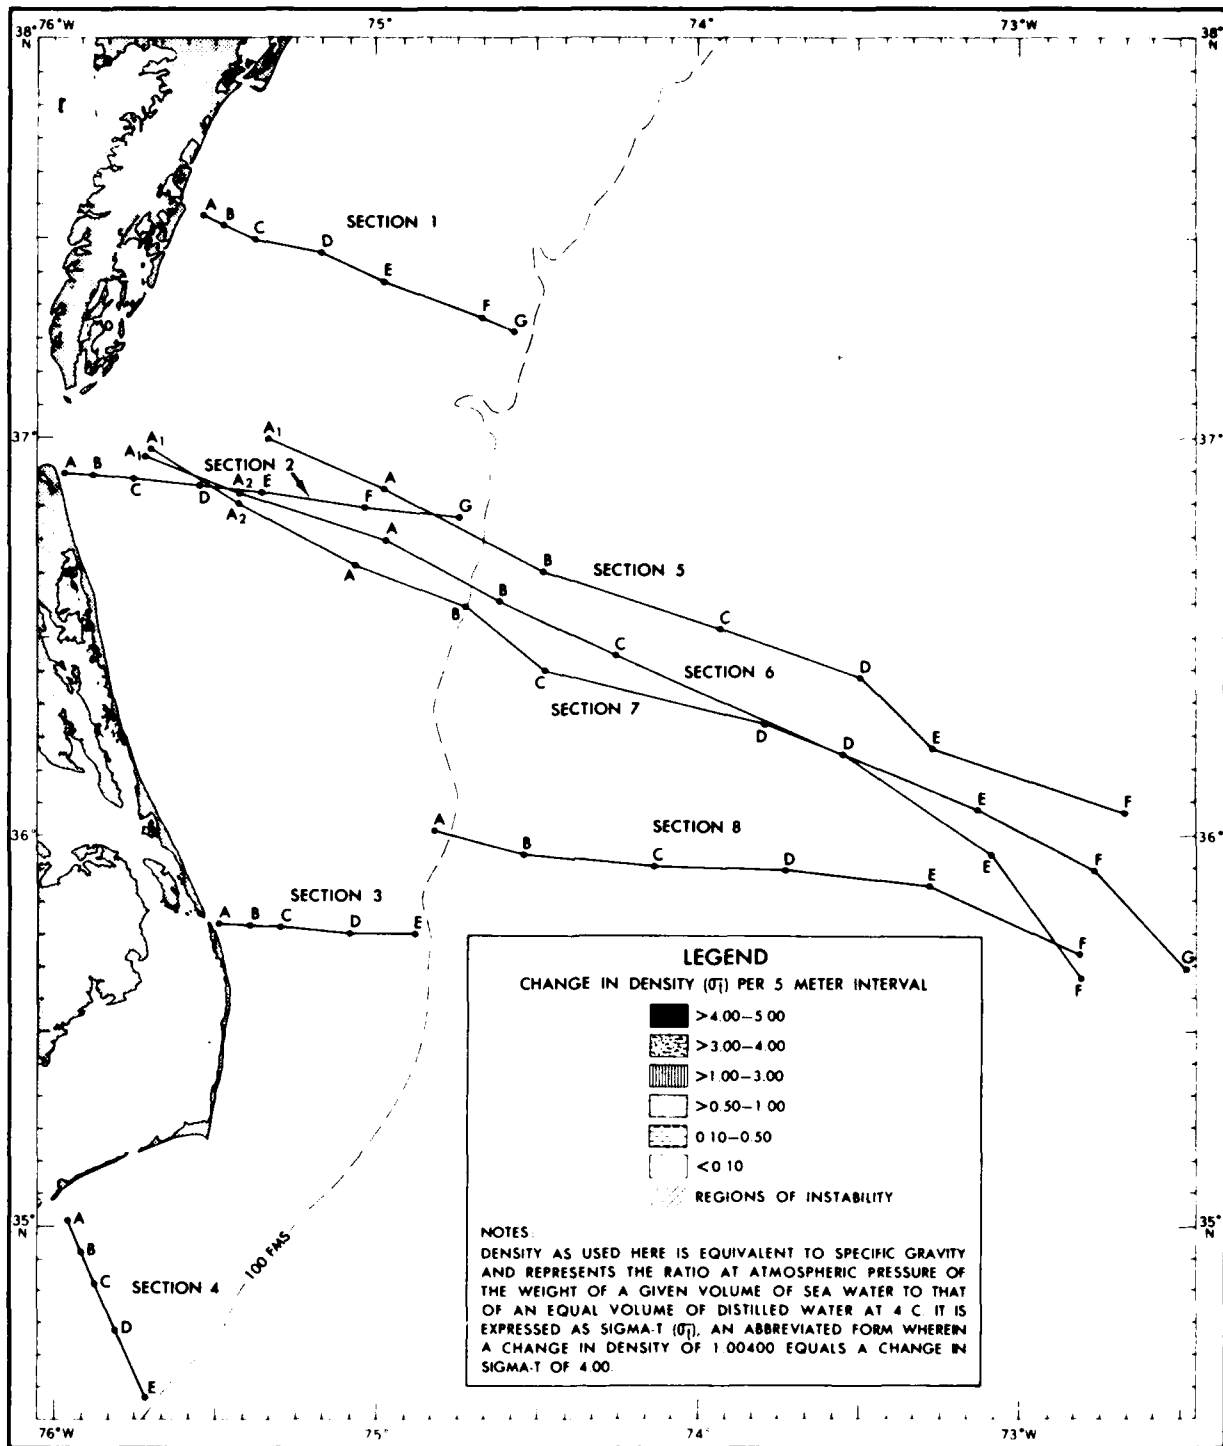 76°W 75° 74° 73°W
38° N 38° N
A B C D E F G
SECTION 1
37° 37°
A1 A
SECTION 2
A1 A1 A B C D A2 A2 E F G
A A B B
SECTION 5
C D E F
C
SECTION 6
C
SECTION 7
D D E F G
E F
36° 36°
A B C D E F
SECTION 8
SECTION 3
A B C D E
LEGEND
CHANGE IN DENSITY (σT) PER 5 METER INTERVAL
>4.00–5.00
>3.00–4.00
>1.00–3.00
>0.50–1.00
0.10–0.50
<0.10
REGIONS OF INSTABILITY
35° N 35° N
A B C D E
SECTION 4
100 FMS
NOTES:
DENSITY AS USED HERE IS EQUIVALENT TO SPECIFIC GRAVITY
AND REPRESENTS THE RATIO AT ATMOSPHERIC PRESSURE OF
THE WEIGHT OF A GIVEN VOLUME OF SEA WATER TO THAT
OF AN EQUAL VOLUME OF DISTILLED WATER AT 4 C. IT IS
EXPRESSED AS SIGMA-T (σT), AN ABBREVIATED FORM WHEREIN
A CHANGE IN DENSITY OF 1.00400 EQUALS A CHANGE IN
SIGMA-T OF 4.00.
76°W 75° 74° 73°W